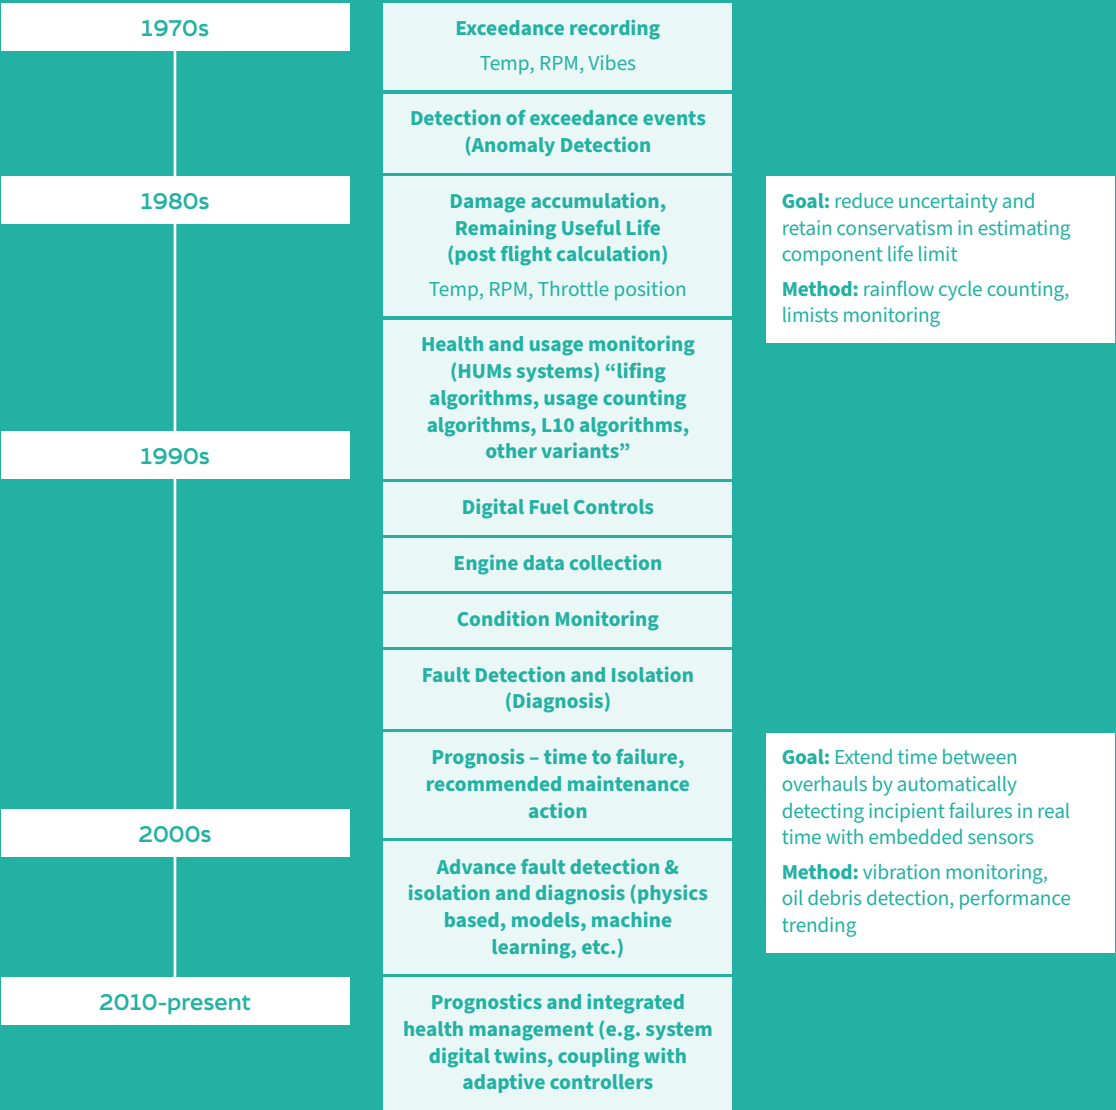 1970s
Exceedance recording
Temp, RPM, Vibes
Detection of exceedance events
(Anomaly Detection
1980s
Damage accumulation,
Remaining Useful Life
(post flight calculation)
Temp, RPM, Throttle position
Goal: reduce uncertainty and
retain conservatism in estimating
component life limit
Method: rainflow cycle counting,
limists monitoring
Health and usage monitoring
(HUMs systems) “lifing
algorithms, usage counting
algorithms, L10 algorithms,
other variants”
1990s
Digital Fuel Controls
Engine data collection
Condition Monitoring
Fault Detection and Isolation
(Diagnosis)
Prognosis – time to failure,
recommended maintenance
action
Goal: Extend time between
overhauls by automatically
detecting incipient failures in real
time with embedded sensors
Method: vibration monitoring,
oil debris detection, performance
trending
2000s
Advance fault detection &
isolation and diagnosis (physics
based, models, machine
learning, etc.)
2010-present
Prognostics and integrated
health management (e.g. system
digital twins, coupling with
adaptive controllers